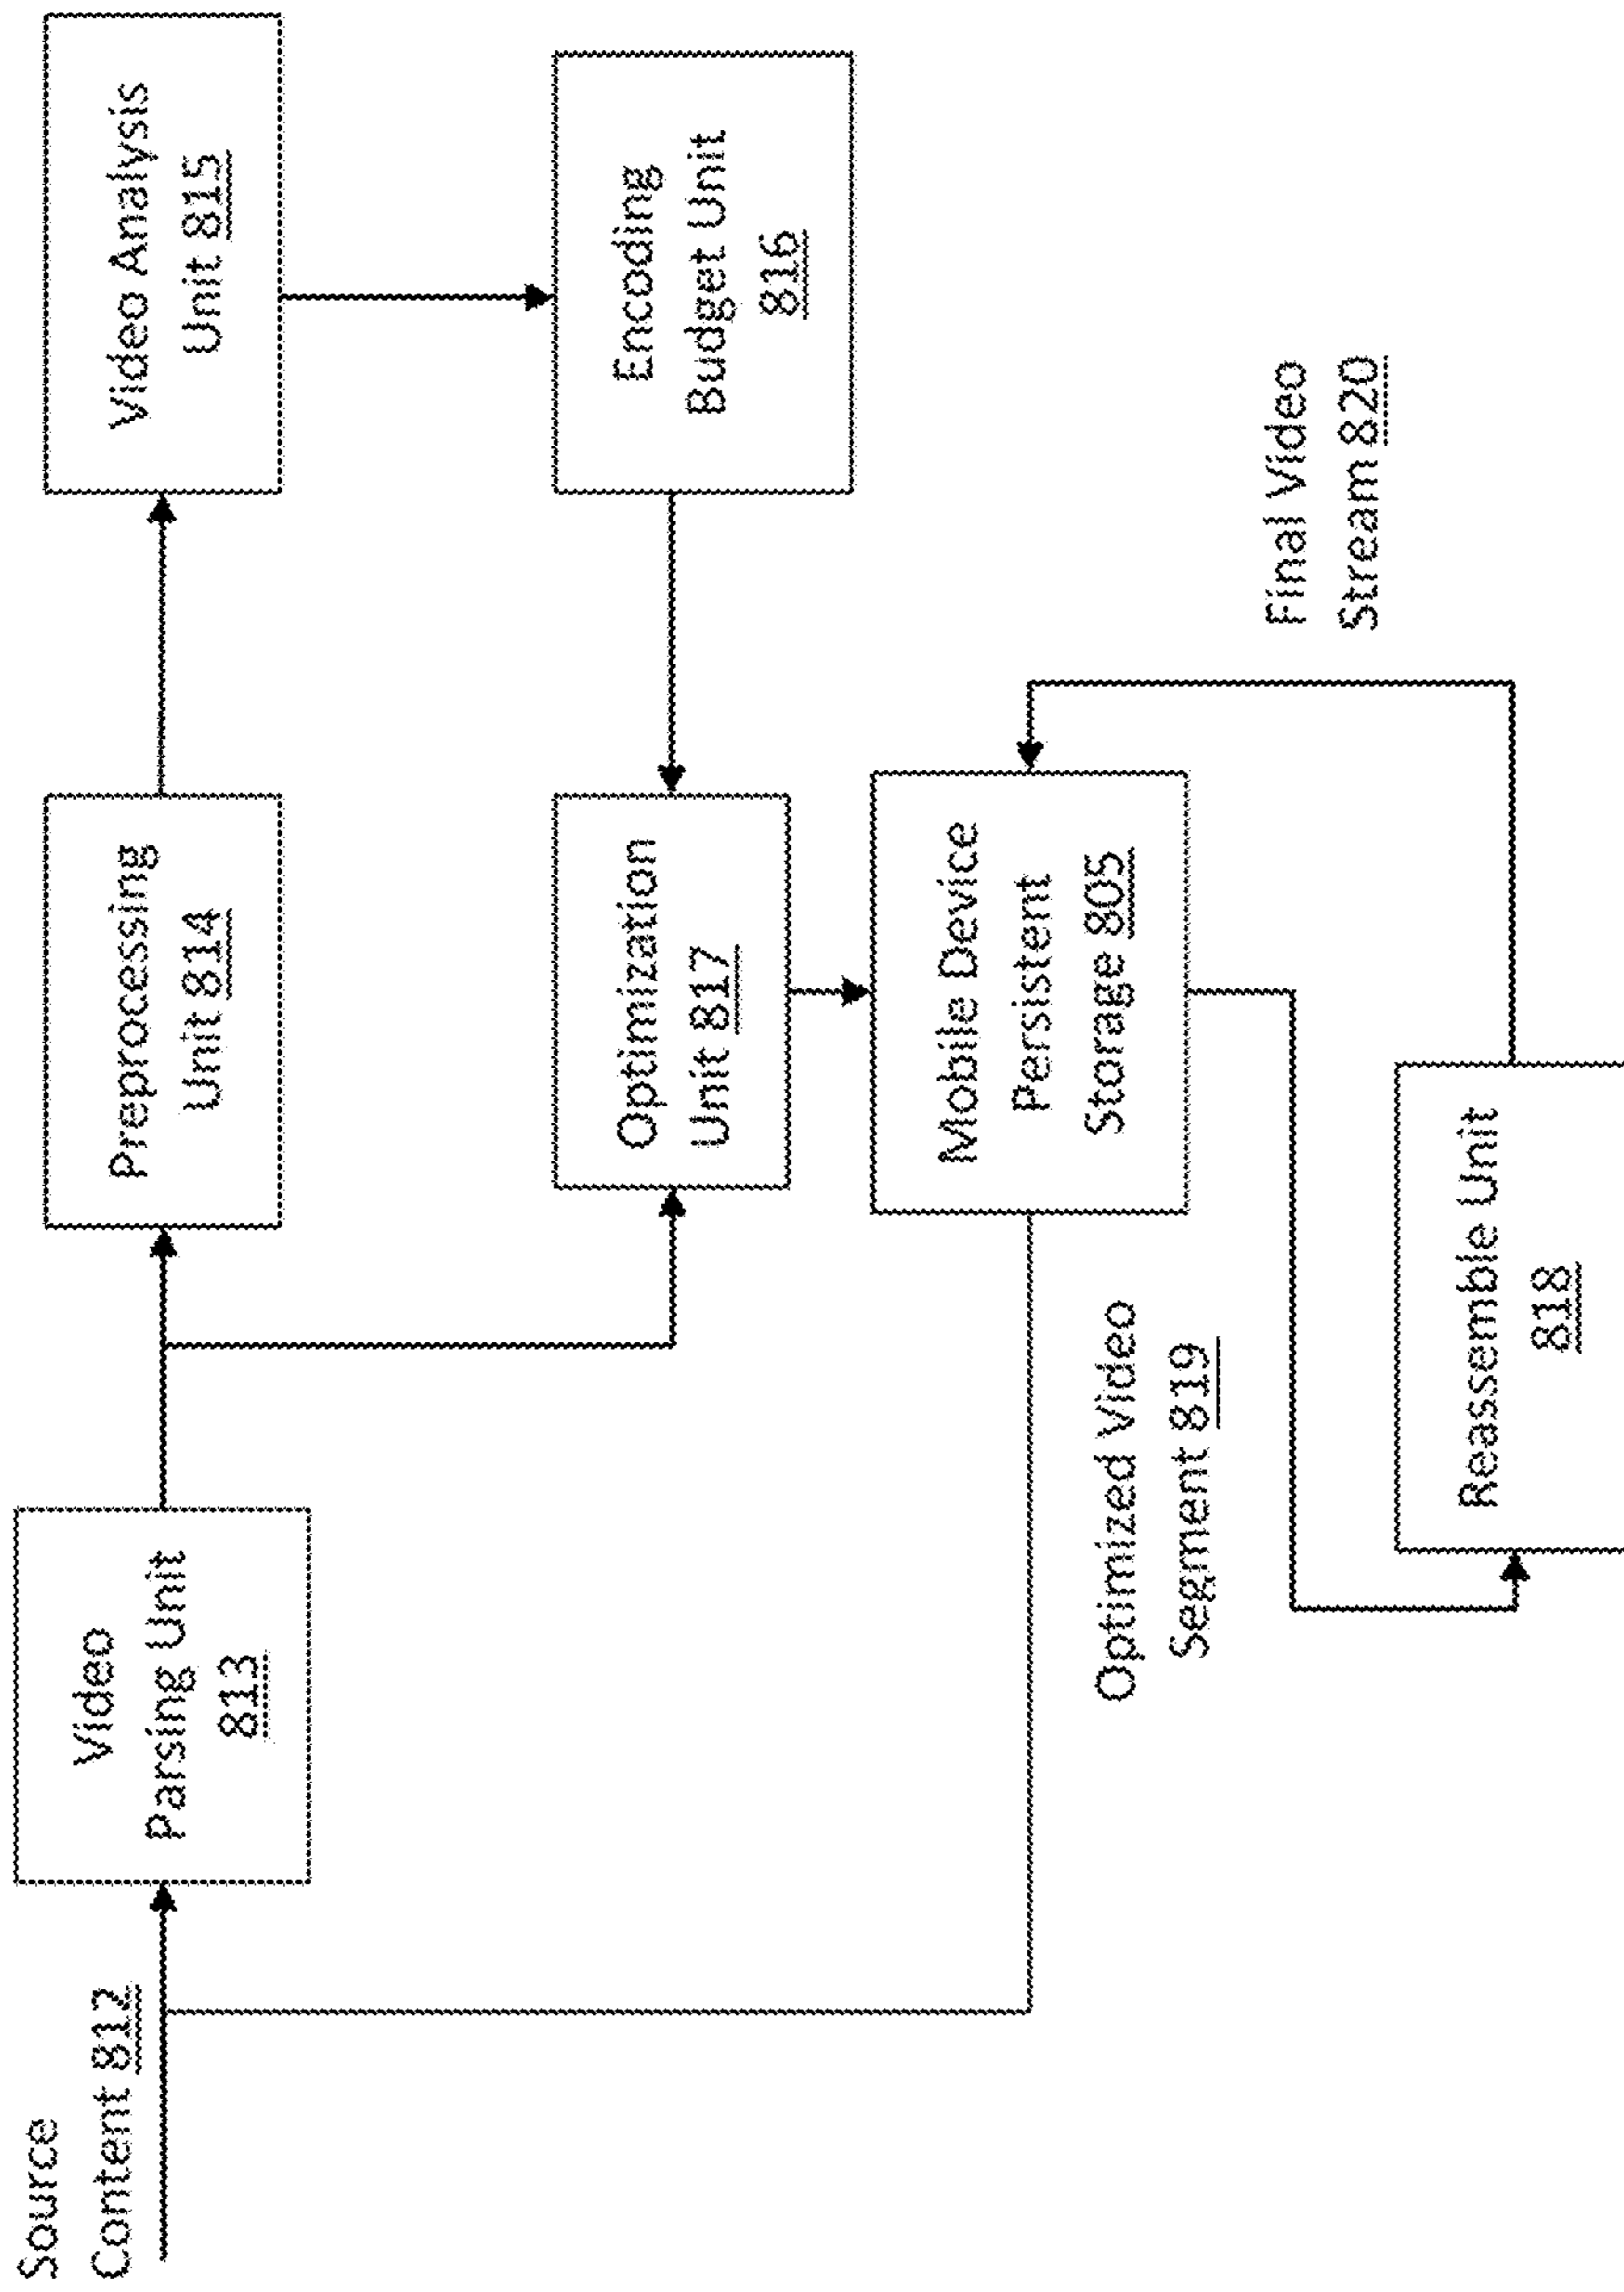 Source
Content 812
Video
Parsing Unit
813
Preprocessing
Unit 814
Video Analysis
Unit 815
Encoding
Budget Unit
816
Optimization
Unit 817
Mobile Device
Persistent
Storage 805
Optimized Video
Segment 819
Reassemble Unit
818
Final Video
Stream 820